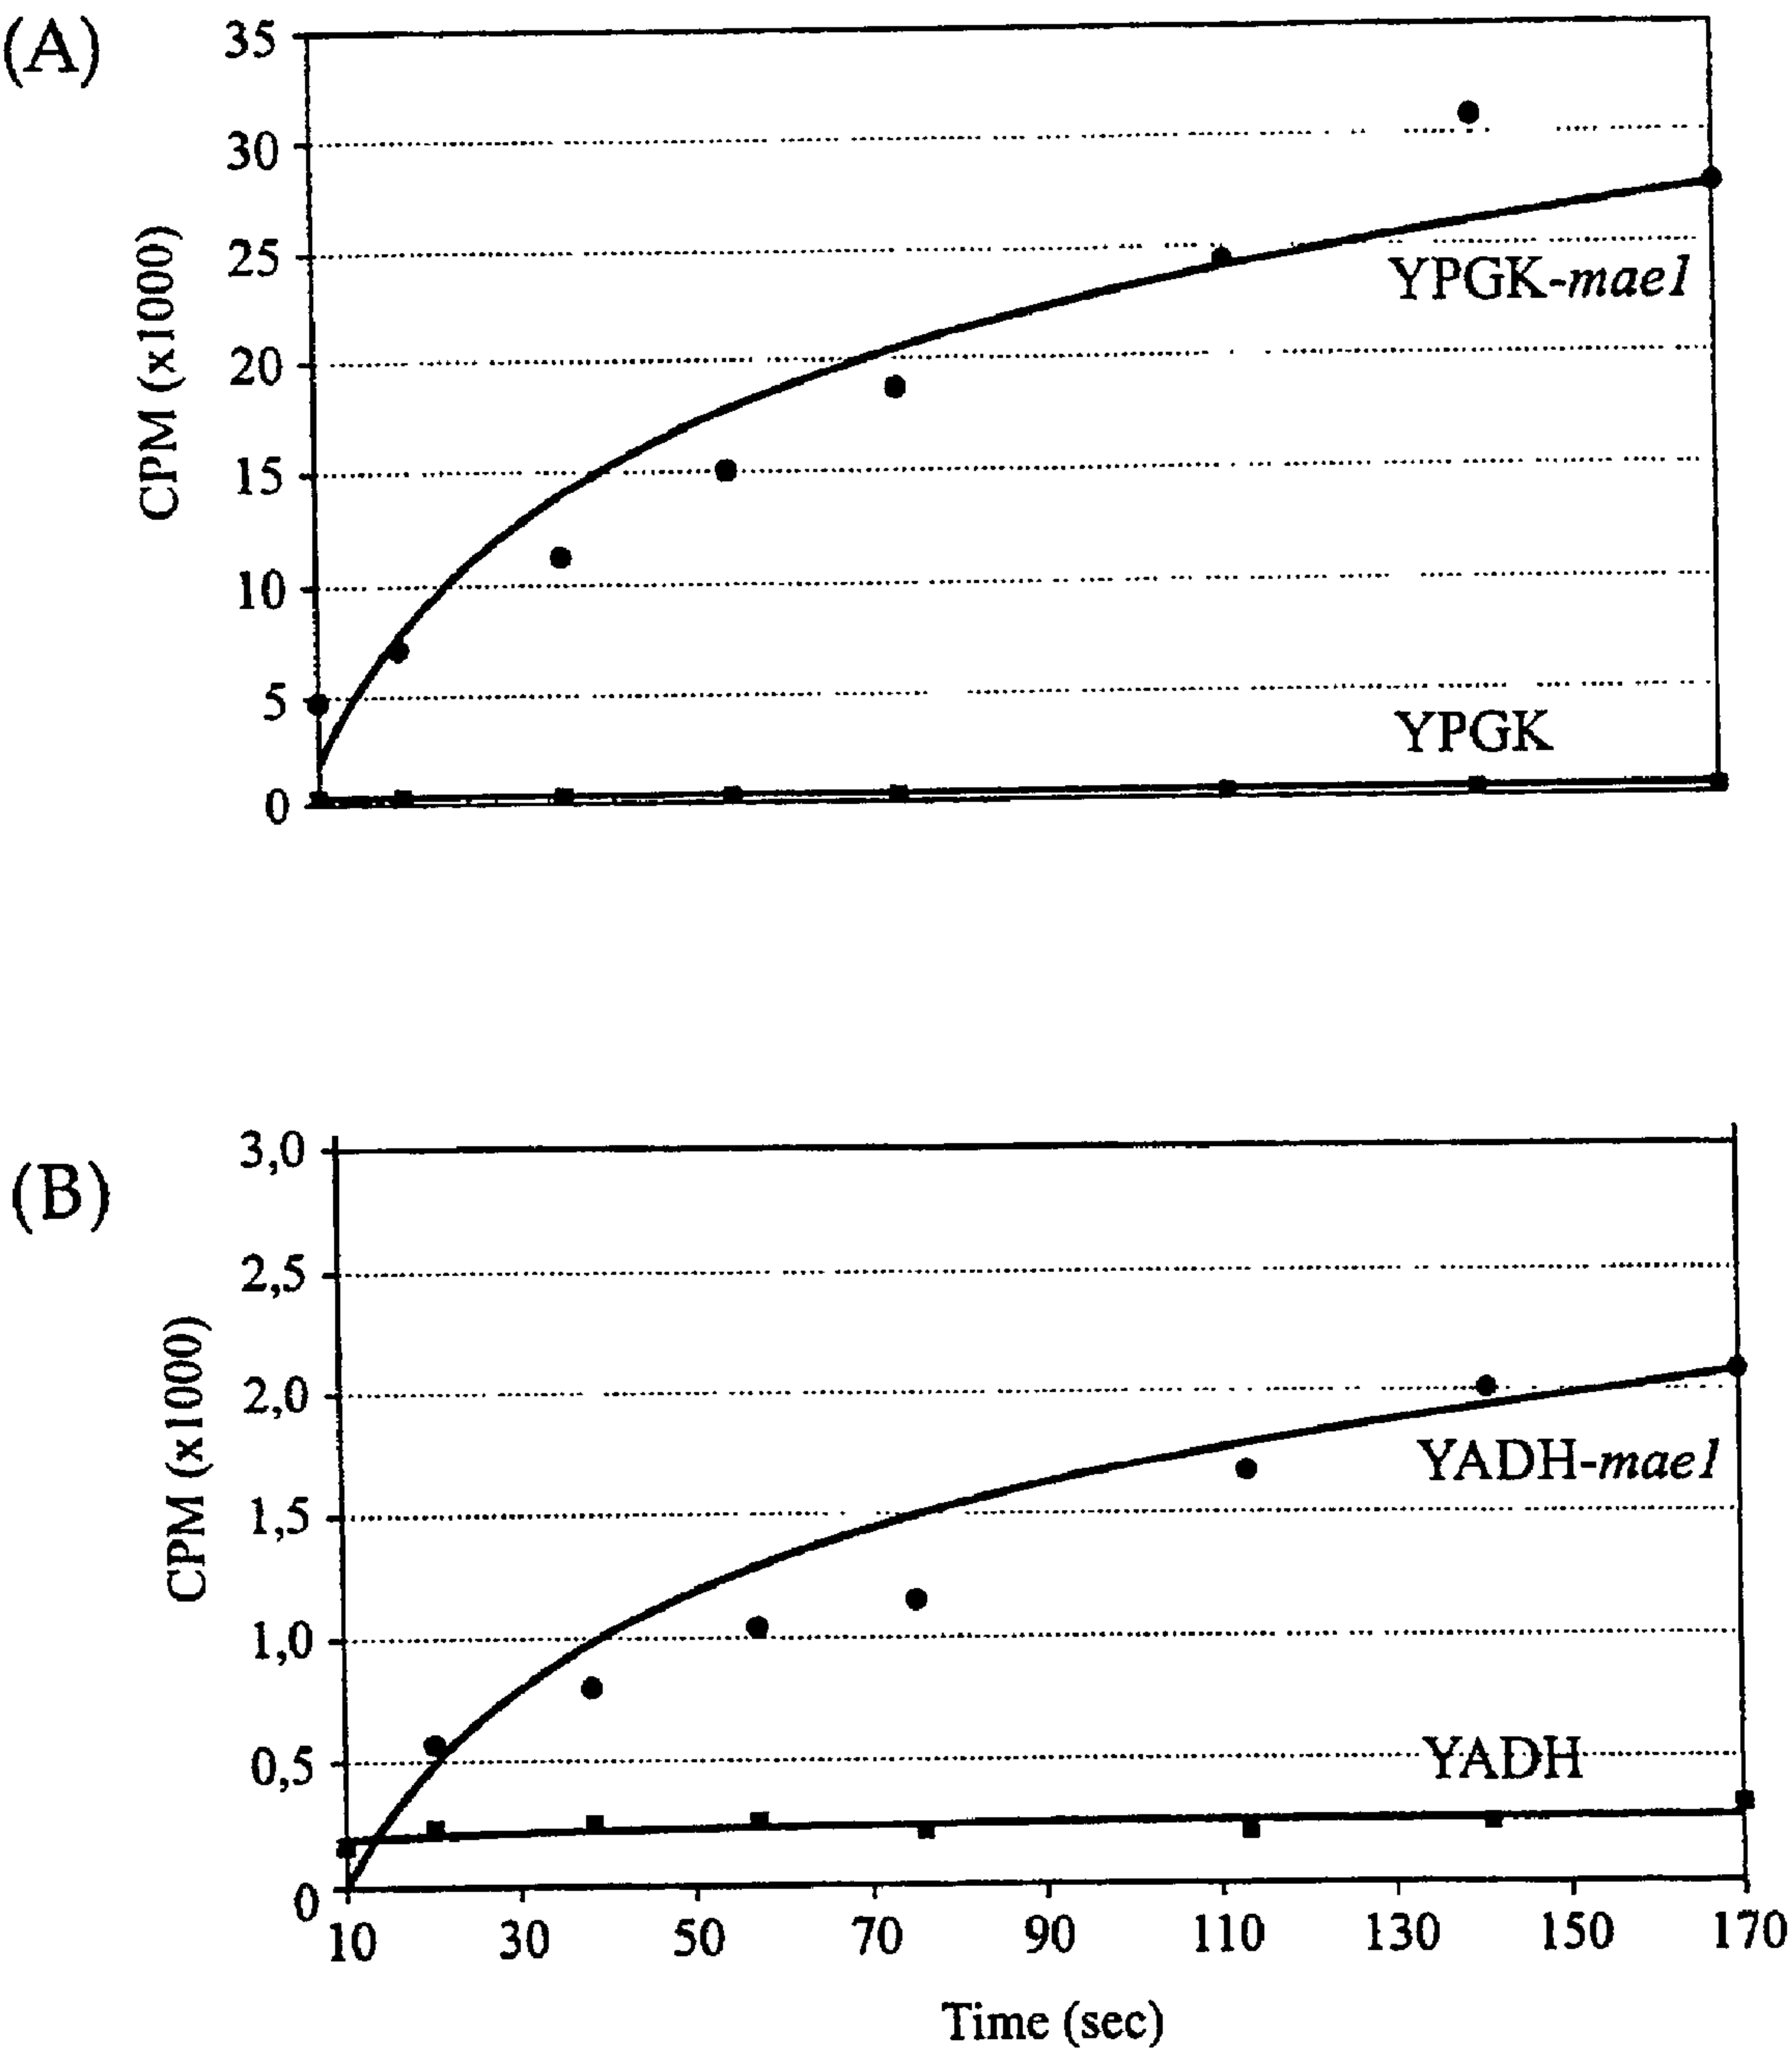 (A)
35
30
25
20
15
10
5
0
CPM (x1000)
YPGK-mae1
YPGK
(B)
3,0
2,5
2,0
1,5
1,0
0,5
0
CPM (x1000)
YADH-mae1
YADH
10 30 50 70 90 110 130 150 170
Time (sec)